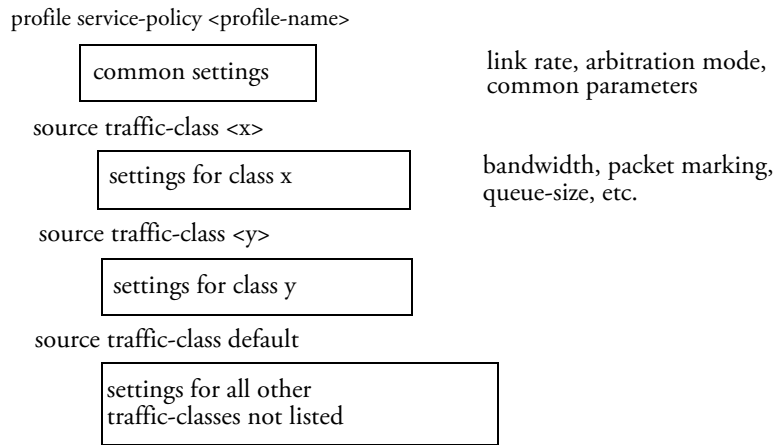 profile service-policy <profile-name>
common settings
link rate, arbitration mode,
common parameters
source traffic-class <x>
settings for class x
bandwidth, packet marking,
queue-size, etc.
source traffic-class <y>
settings for class y
source traffic-class default
settings for all other
traffic-classes not listed